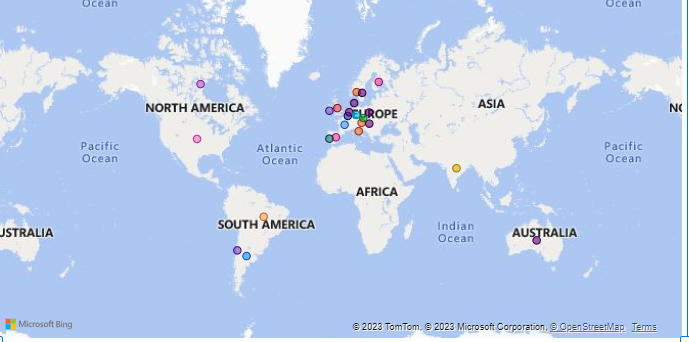 Ocean
Ocean
NORTH AMERICA
EUROPE
ASIA
Pacific
Ocean
Atlantic
Ocean
Pacific
Ocean
AFRICA
SOUTH AMERICA
Indian
Ocean
USTRALIA
AUSTRALIA
NO
Microsoft Bing
© 2023 TomTom, © 2023 Microsoft Corporation, © OpenStreetMap Terms